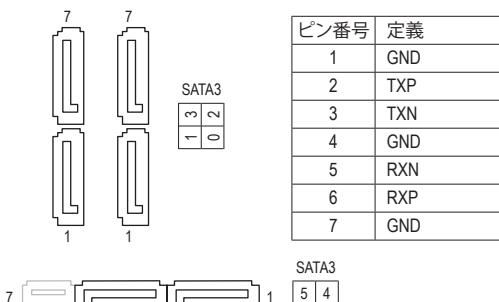 7 7
ピン番号 定義
1 GND
2 TXP
3 TXN
4 GND
5 RXN
6 RXP
7 GND
SATA3
3 2
1 0
1 1
SATA3
7 1 5 4